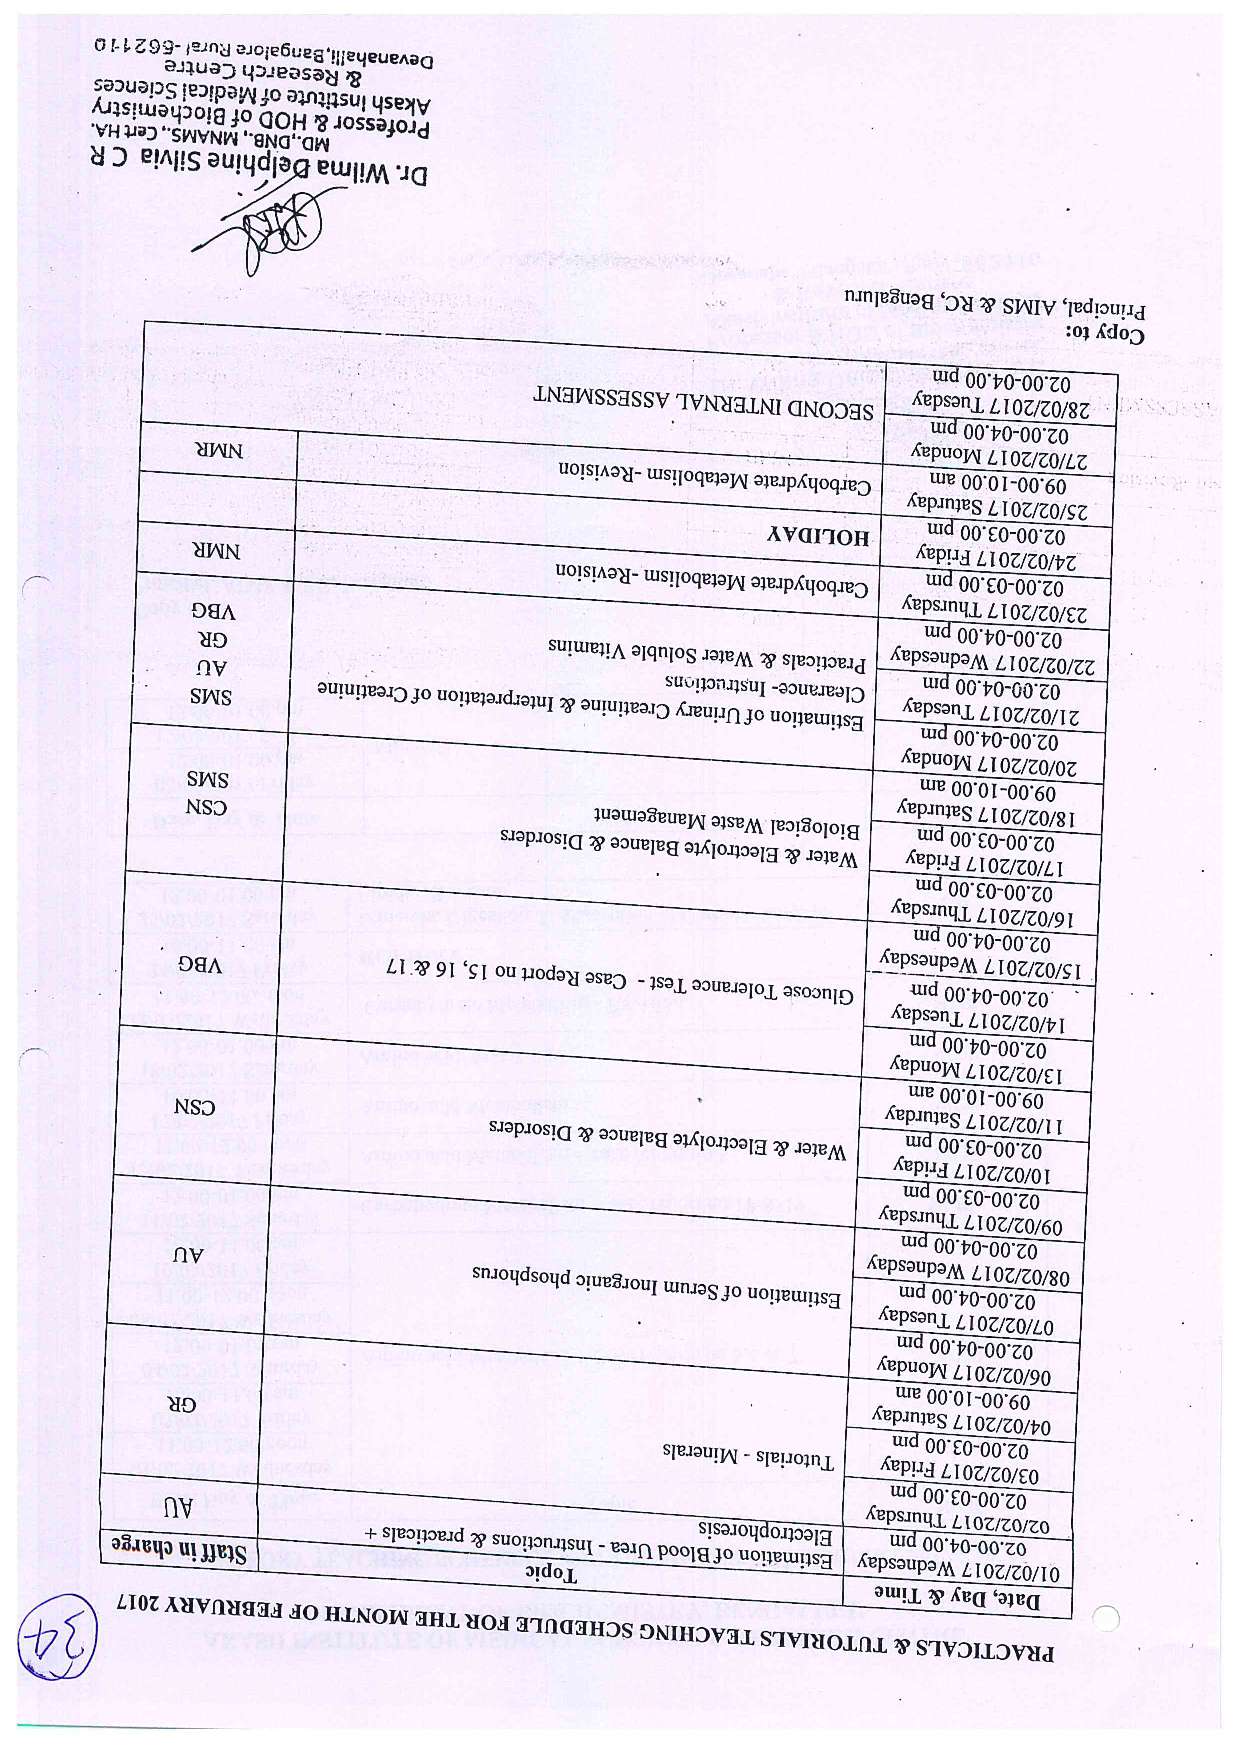 34
PRACTICALS & TUTORIALS TEACHING SCHEDULE FOR THE MONTH OF FEBRUARY 2017
Date, Day & Time Topic Staff in charge
01/02/2017 Wednesday
02.00-04.00 pm
Estimation of Blood Urea - Instructions & practicals +
Electrophoresis
AU
02/02/2017 Thursday
02.00-03.00 pm
03/02/2017 Friday
02.00-03.00 pm
04/02/2017 Saturday
09.00-10.00 am
Tutorials - Minerals
GR
06/02/2017 Monday
02.00-04.00 pm
07/02/2017 Tuesday
02.00-04.00 pm
08/02/2017 Wednesday
02.00-04.00 pm
Estimation of Serum Inorganic phosphorus
AU
09/02/2017 Thursday
02.00-03.00 pm
10/02/2017 Friday
02.00-03.00 pm
11/02/2017 Saturday
09.00-10.00 am
Water & Electrolyte Balance & Disorders
CSN
13/02/2017 Monday
02.00-04.00 pm
14/02/2017 Tuesday
02.00-04.00 pm
15/02/2017 Wednesday
02.00-04.00 pm
Glucose Tolerance Test - Case Report no 15, 16 & 17
VBG
16/02/2017 Thursday
02.00-03.00 pm
17/02/2017 Friday
02.00-03.00 pm
18/02/2017 Saturday
09.00-10.00 am
Water & Electrolyte Balance & Disorders
Biological Waste Management
CSN
SMS
20/02/2017 Monday
02.00-04.00 pm
21/02/2017 Tuesday
02.00-04.00 pm
22/02/2017 Wednesday
02.00-04.00 pm
Estimation of Urinary Creatinine & Interpretation of Creatinine
Clearance- Instructions
Practicals & Water Soluble Vitamins
SMS
AU
GR
VBG
23/02/2017 Thursday
02.00-03.00 pm
Carbohydrate Metabolism -Revision
NMR
24/02/2017 Friday
02.00-03.00 pm
HOLIDAY
25/02/2017 Saturday
09.00-10.00 am
Carbohydrate Metabolism -Revision
NMR
27/02/2017 Monday
02.00-04.00 pm
28/02/2017 Tuesday
02.00-04.00 pm
SECOND INTERNAL ASSESSMENT
Copy to:
Principal, AIMS & RC, Bengaluru
Dr. Wilma Delphine Silvia C R
MD.,DNB., MNAMS., Cert HA.
Professor & HOD of Biochemistry
Akash Institute of Medical Sciences
& Research Centre
Devanahalli,Bangalore Rural -562110